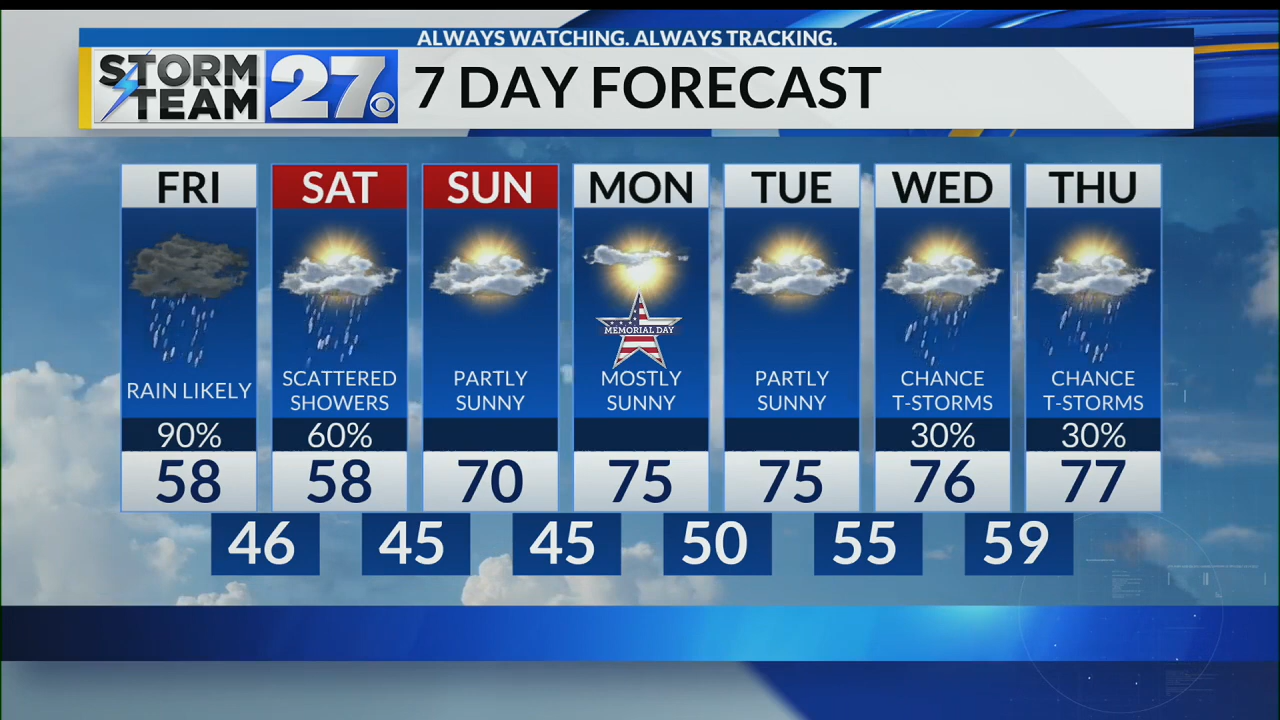 ALWAYS WATCHING. ALWAYS TRACKING.
STORM
TEAM
27
7 DAY FORECAST
FRI SAT SUN MON TUE WED THU
MEMORIAL DAY
RAIN LIKELY
SCATTERED
SHOWERS
PARTLY
SUNNY
MOSTLY
SUNNY
PARTLY
SUNNY
CHANCE
T-STORMS
CHANCE
T-STORMS
90% 60% 30% 30%
58 58 70 75 75 76 77
46 45 45 50 55 59